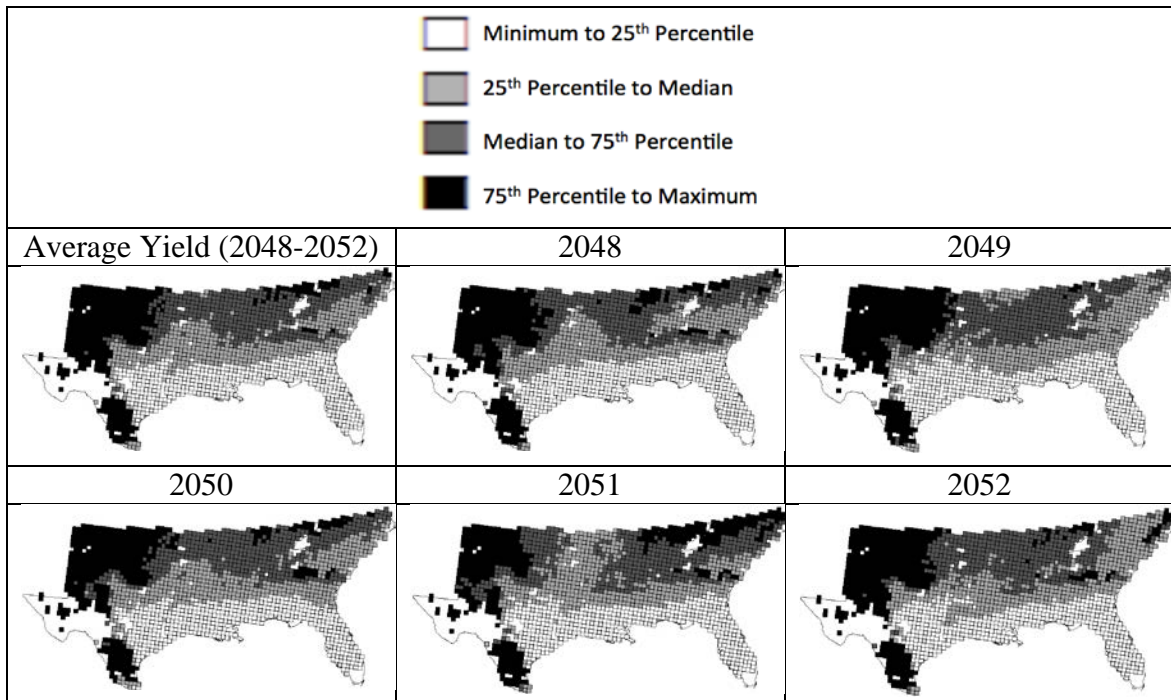 Minimum to 25th Percentile
25th Percentile to Median
Median to 75th Percentile
75th Percentile to Maximum
Average Yield (2048-2052)
2048
2049
2050
2051
2052